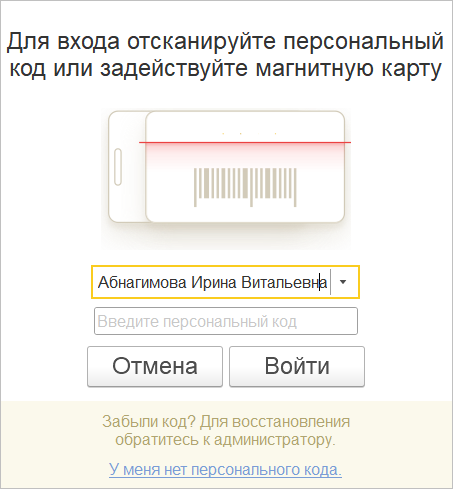 Для входа отсканируйте персональный
код или задействуйте магнитную карту
Абнагимова Ирина Витальевна
Введите персональный код
Отмена
Войти
Забыли код? Для восстановления
обратитесь к администратору.
У меня нет персонального кода.